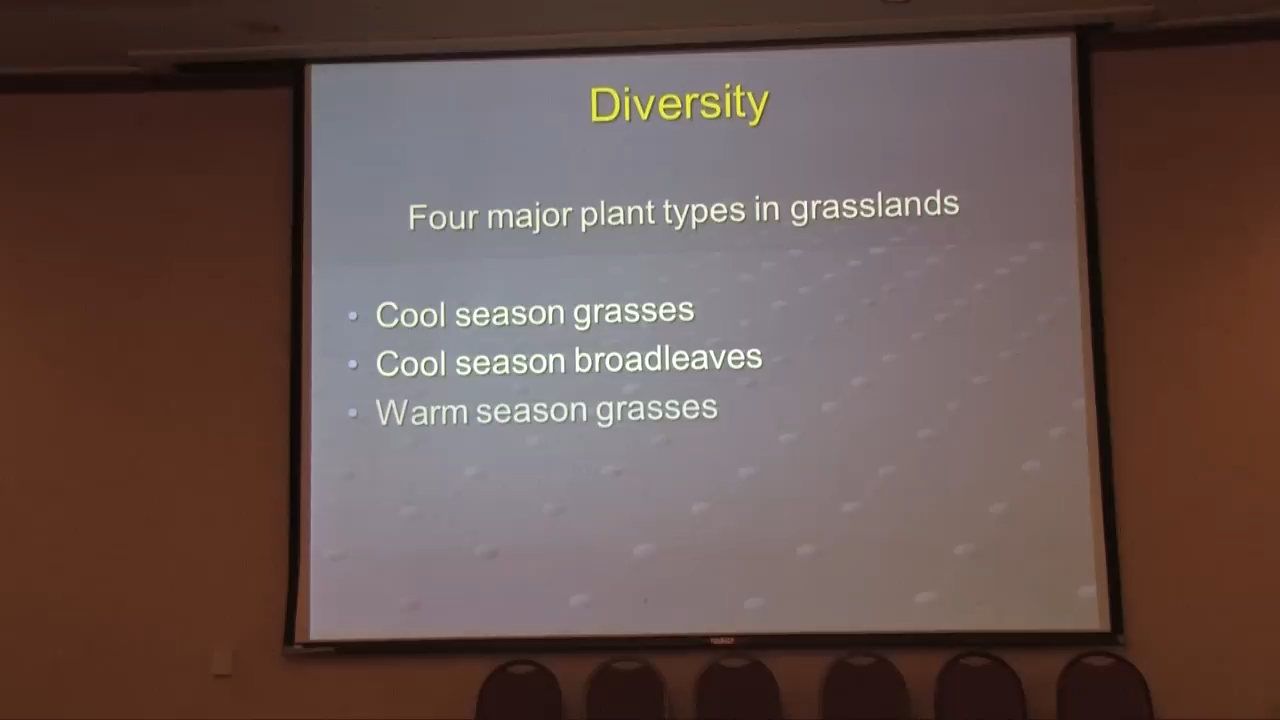 Diversity
Four major plant types in grasslands
• Cool season grasses
• Cool season broadleaves
• Warm season grasses